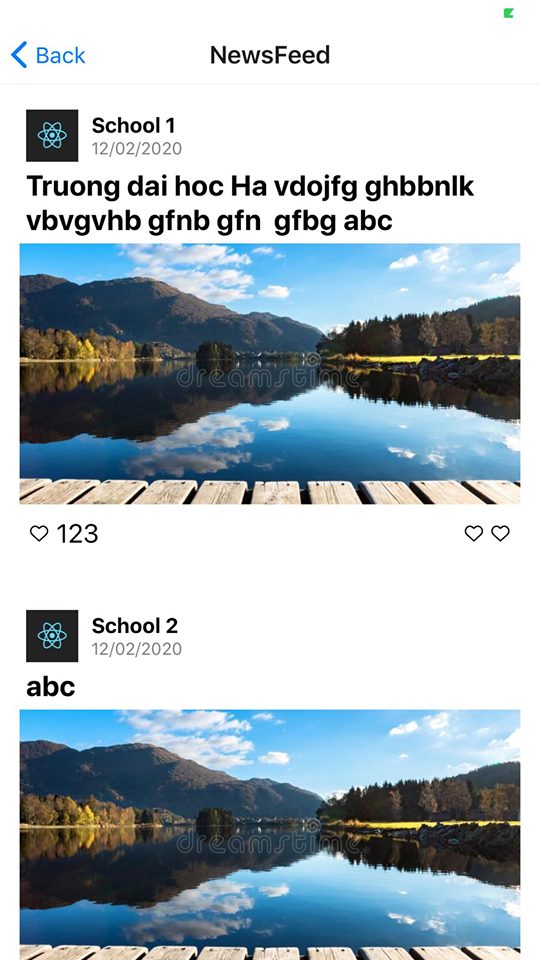 Back
NewsFeed
School 1
12/02/2020
Truong dai hoc Ha vdojfg ghbbnlk
vbvgvhb gfnb gfn  gfbg abc
dreamstime.
123
School 2
12/02/2020
abc
dreamstime.